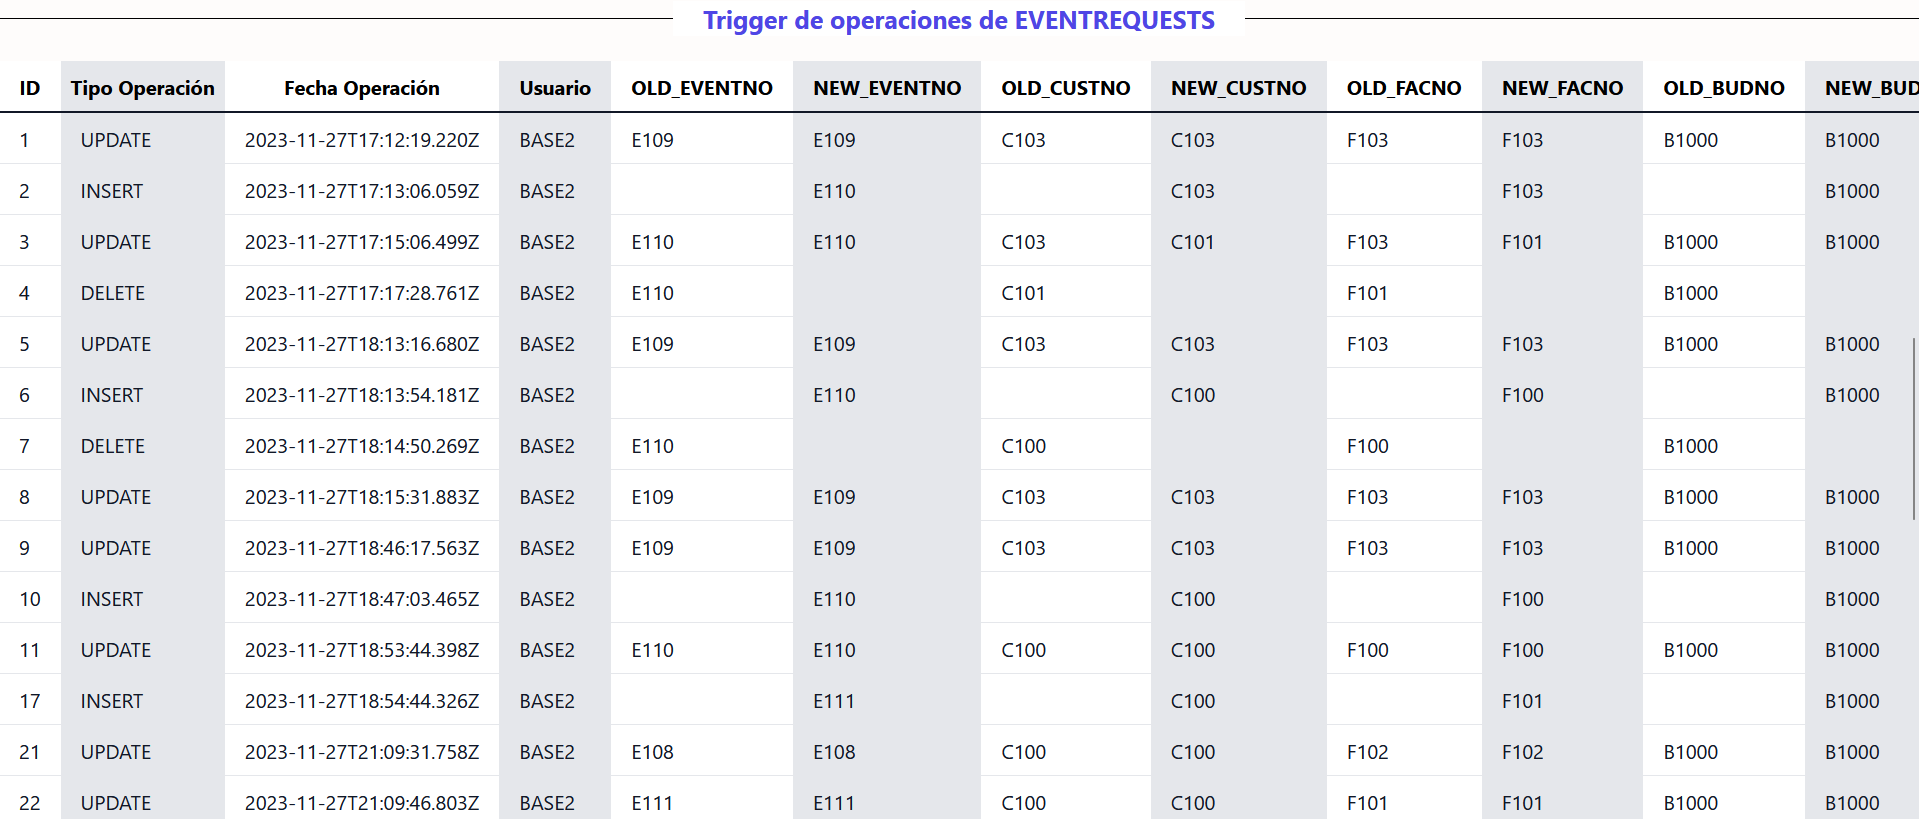 Trigger de operaciones de EVENTREQUESTS
ID Tipo Operación Fecha Operación Usuario OLD_EVENTNO NEW_EVENTNO OLD_CUSTNO NEW_CUSTNO OLD_FACNO NEW_FACNO OLD_BUDNO NEW_BUD
1 UPDATE 2023-11-27T17:12:19.220Z BASE2 E109 E109 C103 C103 F103 F103 B1000 B1000
2 INSERT 2023-11-27T17:13:06.059Z BASE2 E110 C103 F103 B1000
3 UPDATE 2023-11-27T17:15:06.499Z BASE2 E110 E110 C103 C101 F103 F101 B1000 B1000
4 DELETE 2023-11-27T17:17:28.761Z BASE2 E110 C101 F101 B1000
5 UPDATE 2023-11-27T18:13:16.680Z BASE2 E109 E109 C103 C103 F103 F103 B1000 B1000
6 INSERT 2023-11-27T18:13:54.181Z BASE2 E110 C100 F100 B1000
7 DELETE 2023-11-27T18:14:50.269Z BASE2 E110 C100 F100 B1000
8 UPDATE 2023-11-27T18:15:31.883Z BASE2 E109 E109 C103 C103 F103 F103 B1000 B1000
9 UPDATE 2023-11-27T18:46:17.563Z BASE2 E109 E109 C103 C103 F103 F103 B1000 B1000
10 INSERT 2023-11-27T18:47:03.465Z BASE2 E110 C100 F100 B1000
11 UPDATE 2023-11-27T18:53:44.398Z BASE2 E110 E110 C100 C100 F100 F100 B1000 B1000
17 INSERT 2023-11-27T18:54:44.326Z BASE2 E111 C100 F101 B1000
21 UPDATE 2023-11-27T21:09:31.758Z BASE2 E108 E108 C100 C100 F102 F102 B1000 B1000
22 UPDATE 2023-11-27T21:09:46.803Z BASE2 E111 E111 C100 C100 F101 F101 B1000 B1000